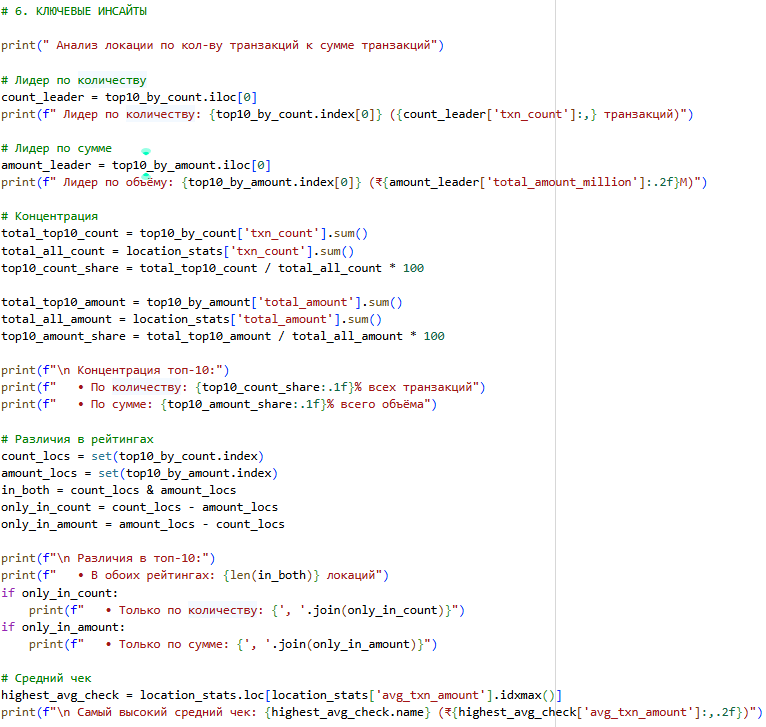 # 6. КЛЮЧЕВЫЕ ИНСАЙТЫ
print(" Анализ локации по кол-ву транзакций к сумме транзакций")
# Лидер по количеству
count_leader = top10_by_count.iloc[0]
print(f" Лидер по количеству: {top10_by_count.index[0]} ({count_leader['txn_count']:,} транзакций)")
# Лидер по сумме
amount_leader = top10_by_amount.iloc[0]
print(f" Лидер по объёму: {top10_by_amount.index[0]} (₹{amount_leader['total_amount_million']:.2f}M)")
# Концентрация
total_top10_count = top10_by_count['txn_count'].sum()
total_all_count = location_stats['txn_count'].sum()
top10_count_share = total_top10_count / total_all_count * 100
total_top10_amount = top10_by_amount['total_amount'].sum()
total_all_amount = location_stats['total_amount'].sum()
top10_amount_share = total_top10_amount / total_all_amount * 100
print(f"\n Концентрация топ-10:")
print(f"   • По количеству: {top10_count_share:.1f}% всех транзакций")
print(f"   • По сумме: {top10_amount_share:.1f}% всего объёма")
# Различия в рейтингах
count_locs = set(top10_by_count.index)
amount_locs = set(top10_by_amount.index)
in_both = count_locs & amount_locs
only_in_count = count_locs - amount_locs
only_in_amount = amount_locs - count_locs
print(f"\n Различия в топ-10:")
print(f"   • В обоих рейтингах: {len(in_both)} локаций")
if only_in_count:
    print(f"   • Только по количеству: {', '.join(only_in_count)}")
if only_in_amount:
    print(f"   • Только по сумме: {', '.join(only_in_amount)}")
# Средний чек
highest_avg_check = location_stats.loc[location_stats['avg_txn_amount'].idxmax()]
print(f"\n Самый высокий средний чек: {highest_avg_check.name} (₹{highest_avg_check['avg_txn_amount']:,.2f})")